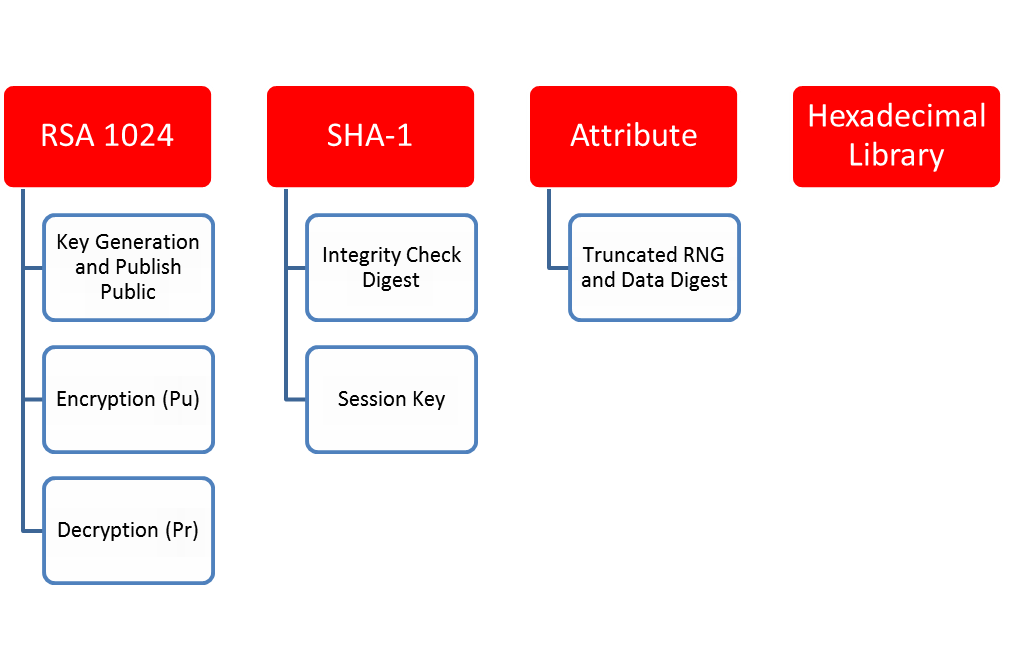 RSA 1024
Key Generation
and Publish
Public
Encryption (Pu)
Decryption (Pr)
SHA-1
Integrity Check
Digest
Session Key
Attribute
Truncated RNG
and Data Digest
Hexadecimal
Library